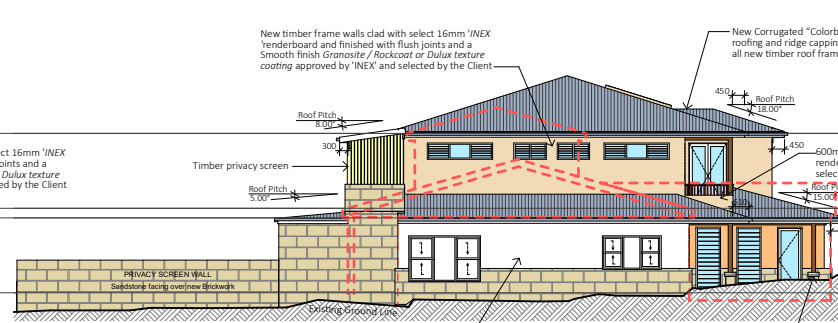 New timber frame walls clad with select 16mm 'INEX
'renderboard and finished with flush joints and a
Smooth finish Granosite / Rockcoat or Dulux texture
coating approved by 'INEX' and selected by the Client
New Corrugated "Colorb
roofing and ridge cappin
all new timber roof fram
450
Roof Pitch
18.00°
Roof Pitch
8.00°
300
450
ct 16mm 'INEX
oints and a
Dulux texture
ed by the Client
Timber privacy screen
600m
rende
selec
Roof Pitch
5.00°
Roof Pi
15.00°
PRIVACY SCREEN WALL
Sandstone facing over new Brickwork
Existing Ground Line